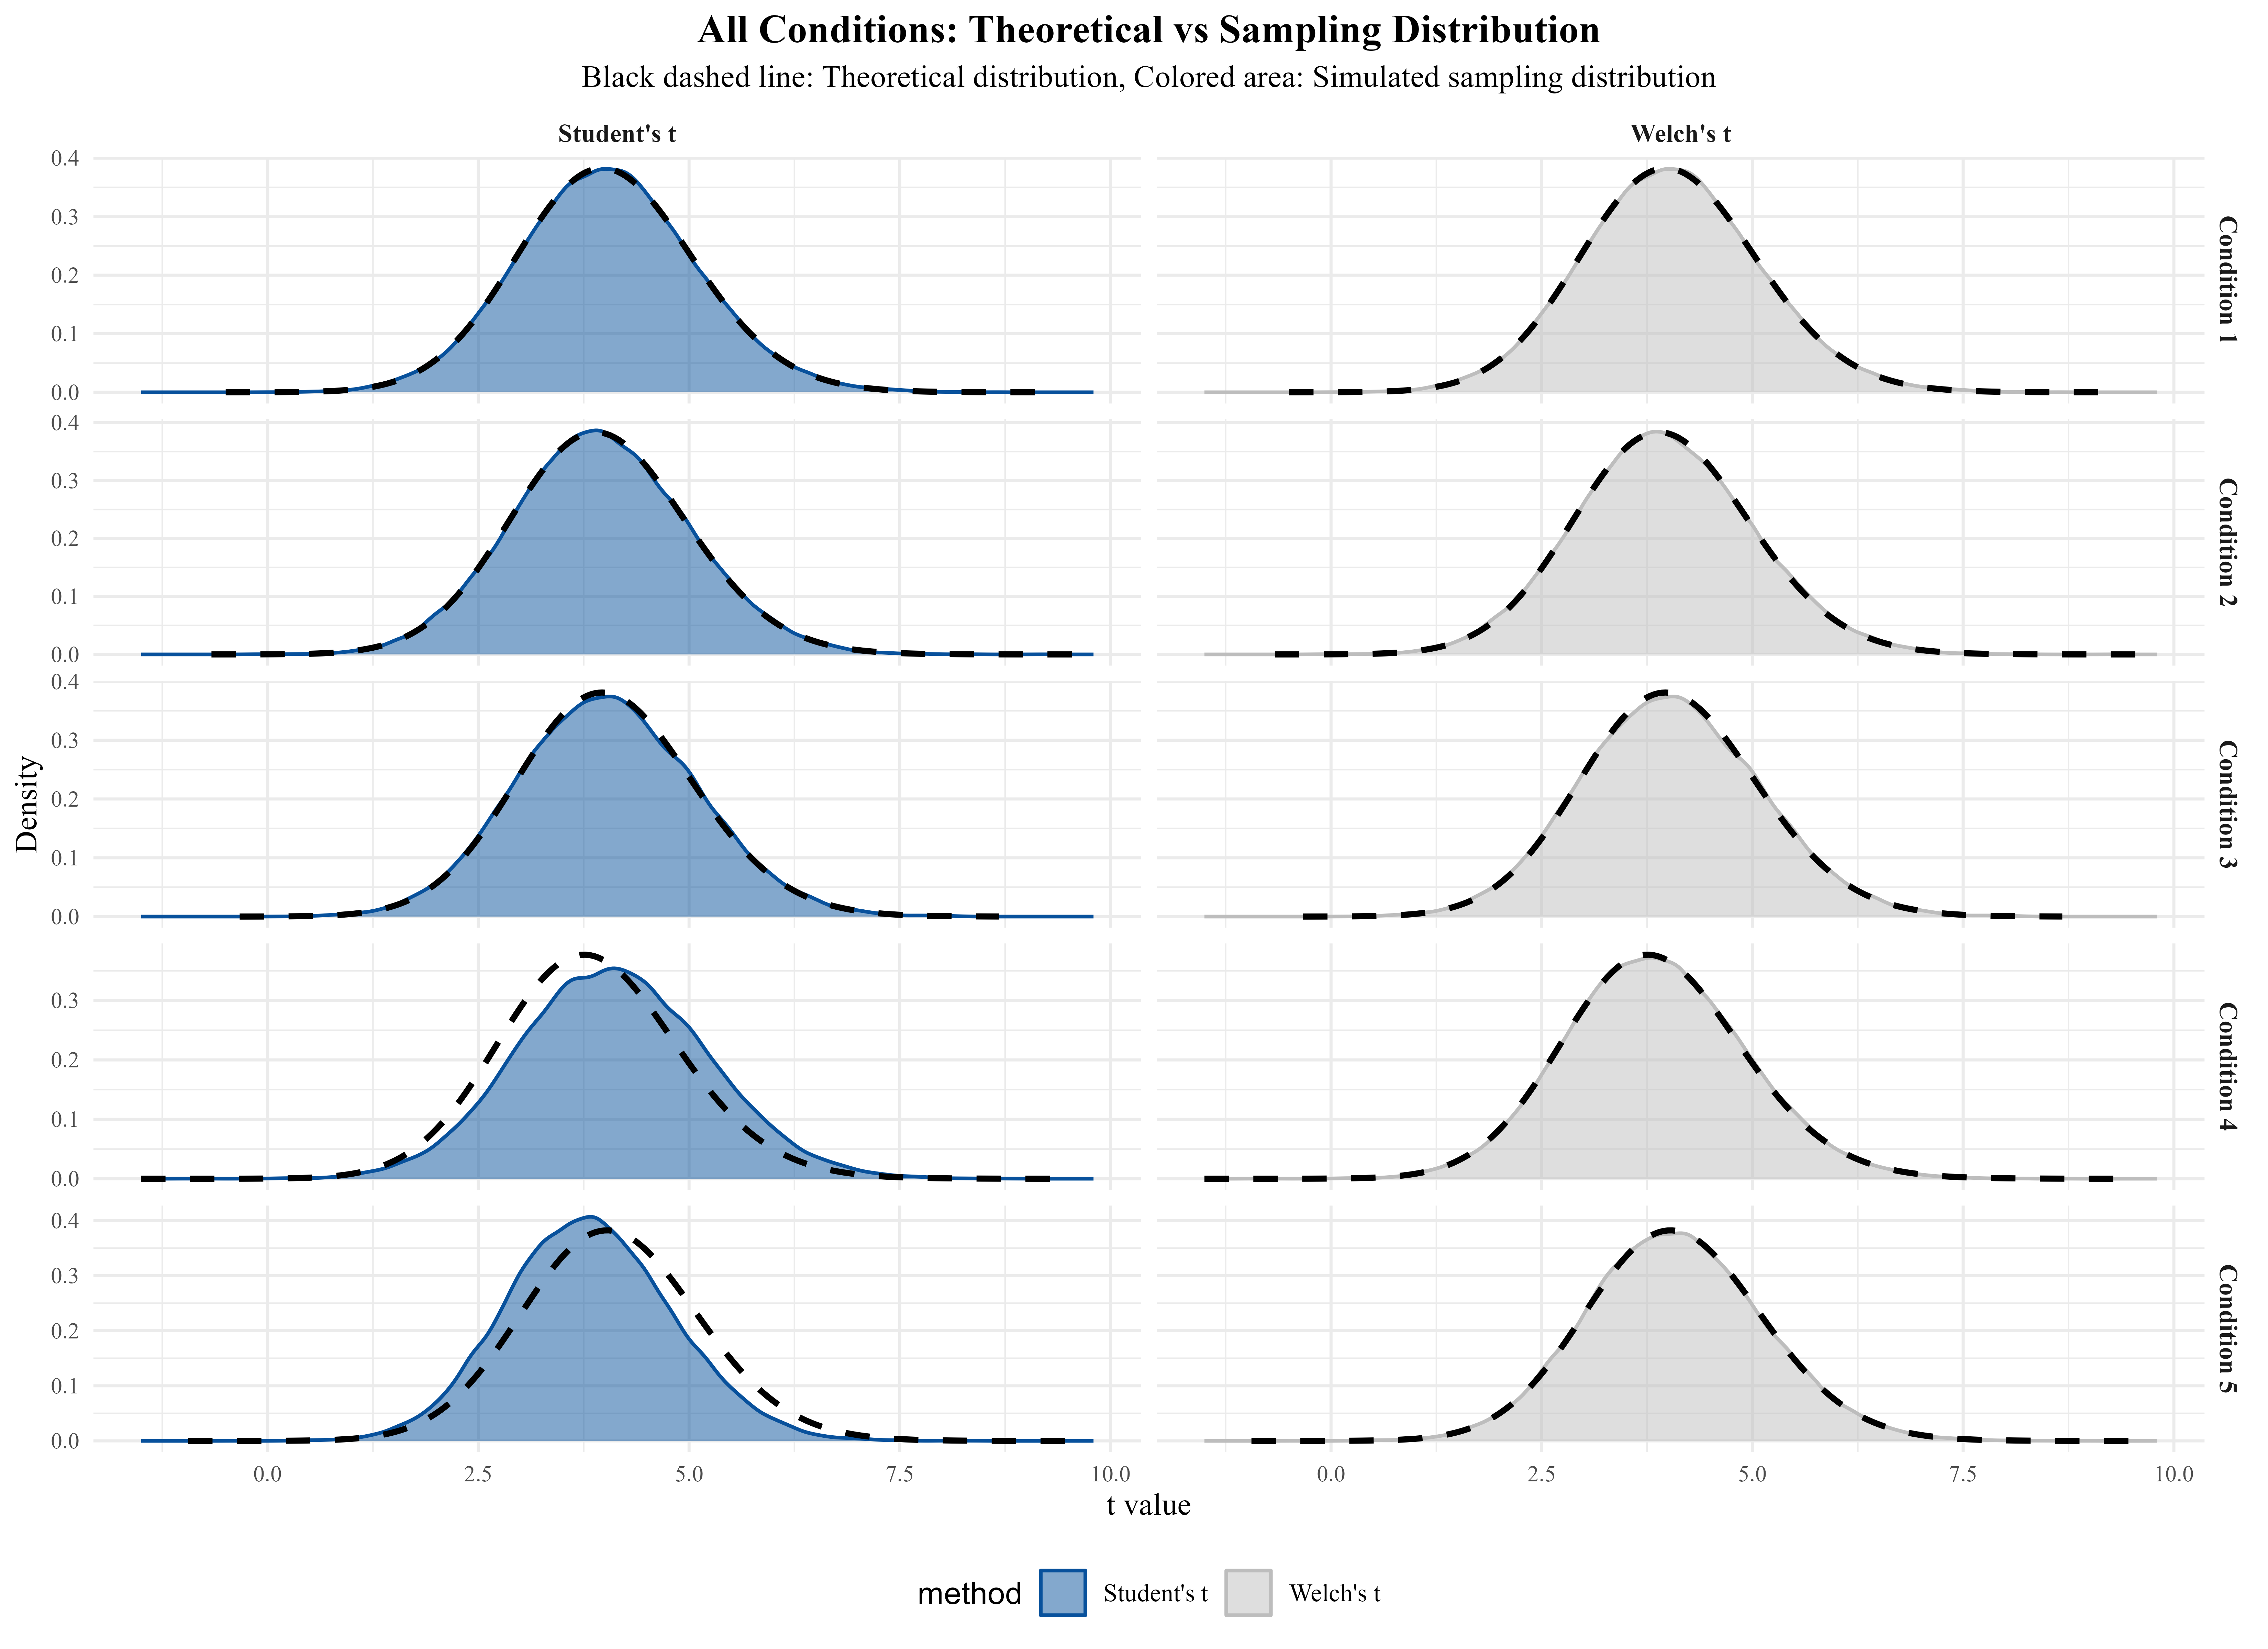 All Conditions: Theoretical vs Sampling Distribution
Black dashed line: Theoretical distribution, Colored area: Simulated sampling distribution
Student's t
Welch's t
0.4
0.3
0.2
0.1
0.0
Condition 1
0.4
0.3
0.2
0.1
0.0
Condition 2
Density
0.4
0.3
0.2
0.1
0.0
Condition 3
0.3
0.2
0.1
0.0
Condition 4
0.4
0.3
0.2
0.1
0.0
Condition 5
0.0 2.5 5.0 7.5 10.0
0.0 2.5 5.0 7.5 10.0
t value
method Student's t Welch's t